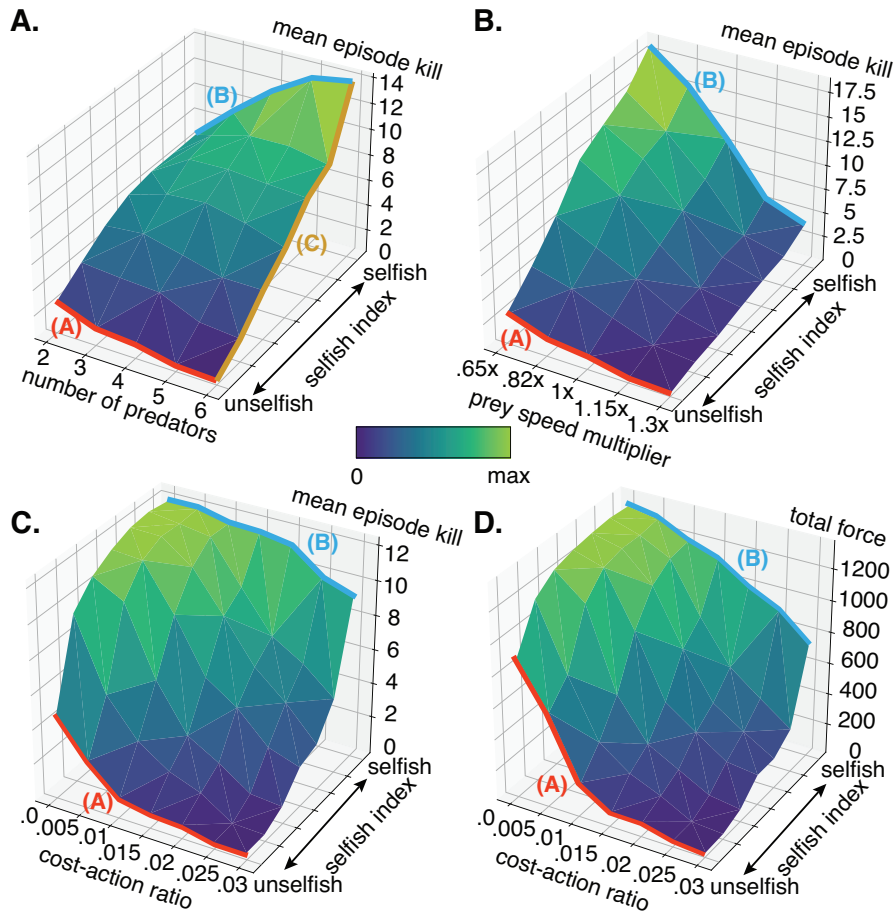 A.
mean episode kill
(B)
14
12
10
8
6
4
2
0
(C)
(A)
selfish
selfish index
unselfish
2
3
4
5
6
number of predators
B.
mean episode kill
(B)
17.5
15
12.5
10
7.5
5
2.5
0
(A)
selfish
selfish index
unselfish
.65x
.82x
1x
1.15x
1.3x
prey speed multiplier
0
max
C.
mean episode kill
(B)
12
10
8
6
4
2
0
(A)
selfish
selfish index
unselfish
.0
.005
.01
.015
.02
.025
.03
cost-action ratio
D.
total force
(B)
1200
1000
800
600
400
200
0
(A)
selfish
selfish index
unselfish
.0
.005
.01
.015
.02
.025
.03
cost-action ratio